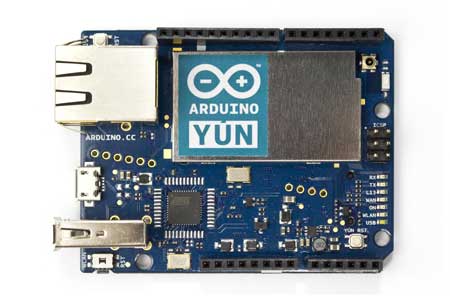 ARDUINO
YÚN
ARDUINO.CC
ICSP
RX
TX
L13
WAN
ON
WLAN
USB
YÚN RST